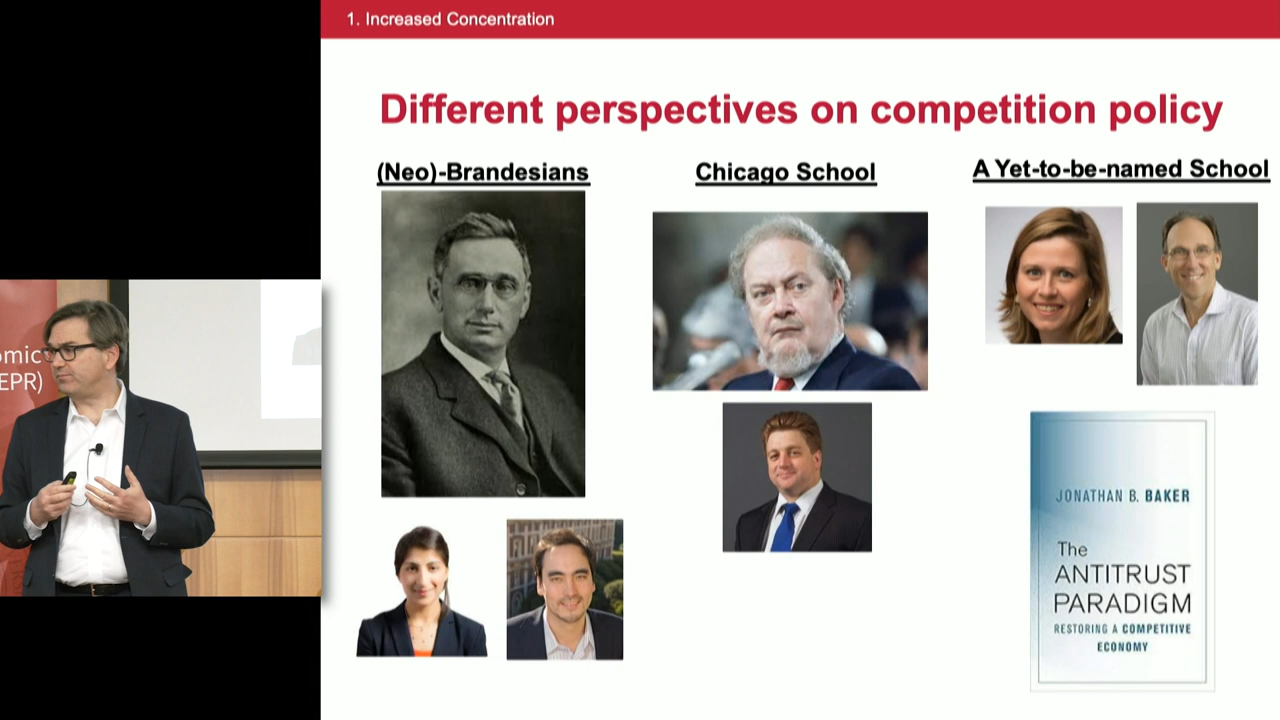 1. Increased Concentration
Different perspectives on competition policy
(Neo)-Brandesians
Chicago School
A Yet-to-be-named School
omic
EPR)
JONATHAN B. BAKER
The
ANTITRUST
PARADIGM
RESTORING A COMPETITIVE
ECONOMY